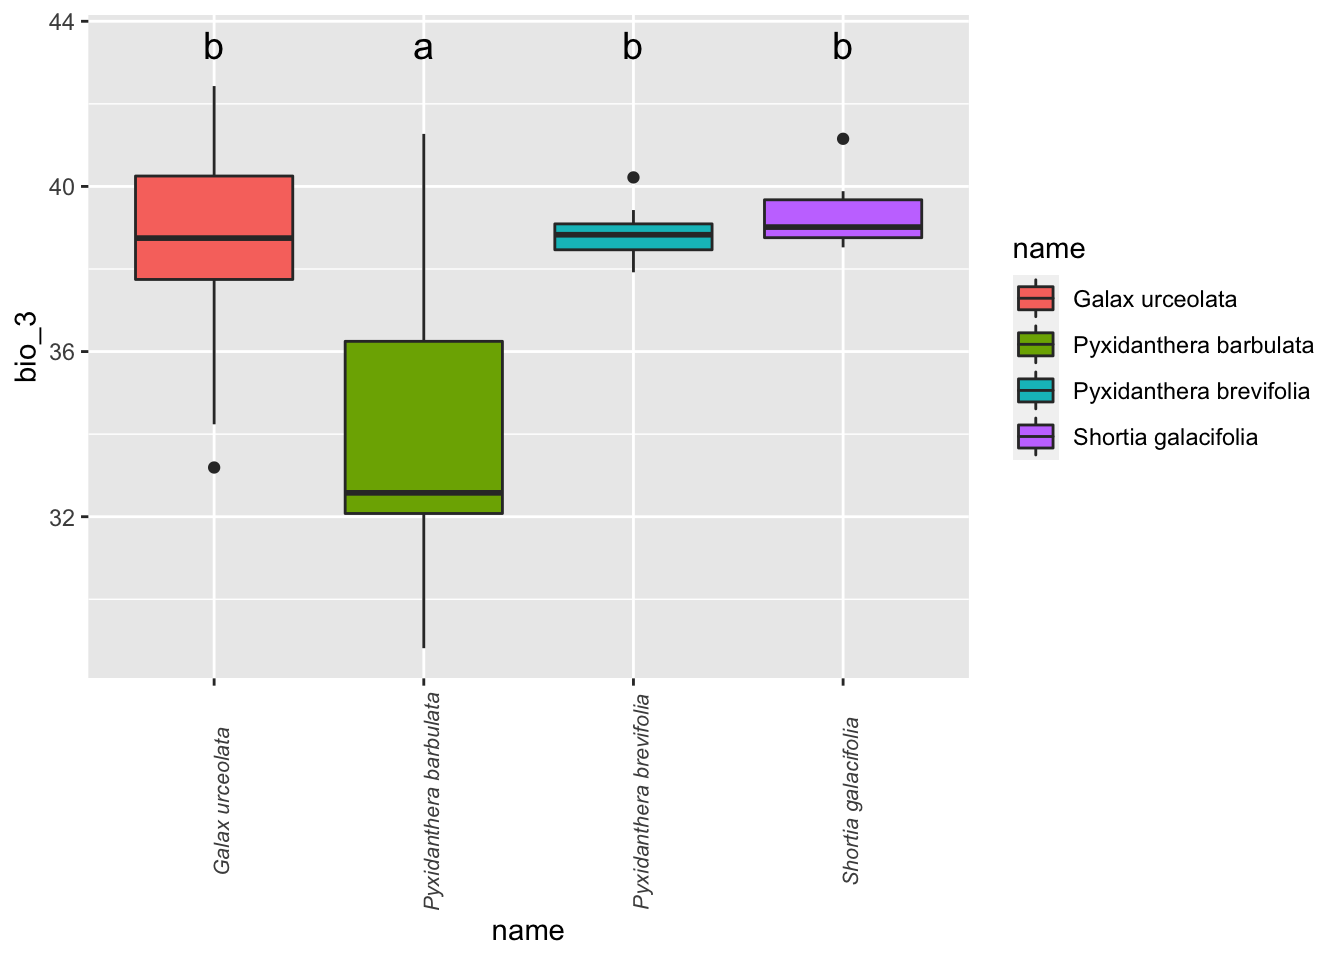 44
40
36
32
bio_3
b
a
b
b
Galax urceolata
Pyxidanthera barbulata
Pyxidanthera brevifolia
Shortia galacifolia
name
name
Galax urceolata
Pyxidanthera barbulata
Pyxidanthera brevifolia
Shortia galacifolia